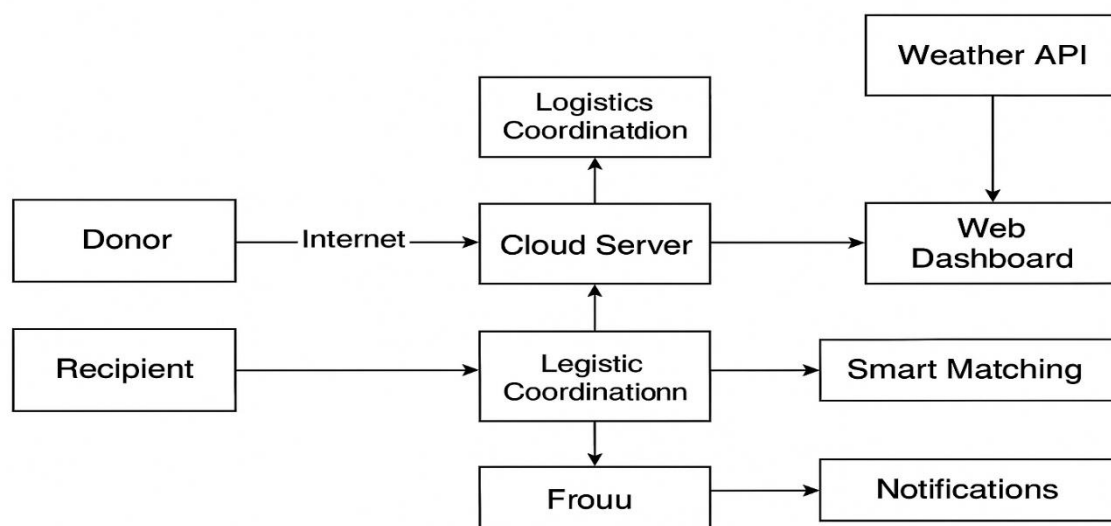 Weather API
Logistics
Coordinatdion
Donor
Internet
Cloud Server
Web
Dashboard
Recipient
Legistic
Coordinationn
Smart Matching
Frouu
Notifications